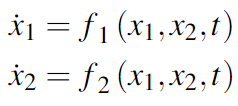 ẋ₁ = f₁(x₁,x₂,t)
ẋ₂ = f₂(x₁,x₂,t)